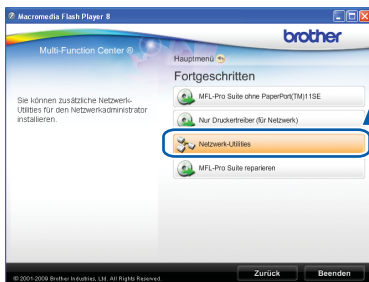 Macromedia Flash Player 8
brother
Multi-Function Center ®
Hauptmenü
Fortgeschritten
Sie können zusätzliche Netzwerk-
Utilities für den Netzwerkadministrator
installieren.
MFL-Pro Suite ohne PaperPort(TM)11SE
Nur Druckertreiber (für Netzwerk)
Netzwerk-Utilities
MFL-Pro Suite reparieren
© 2001-2009 Brother Industries, Ltd. All Rights Reserved.
Zurück
Beenden